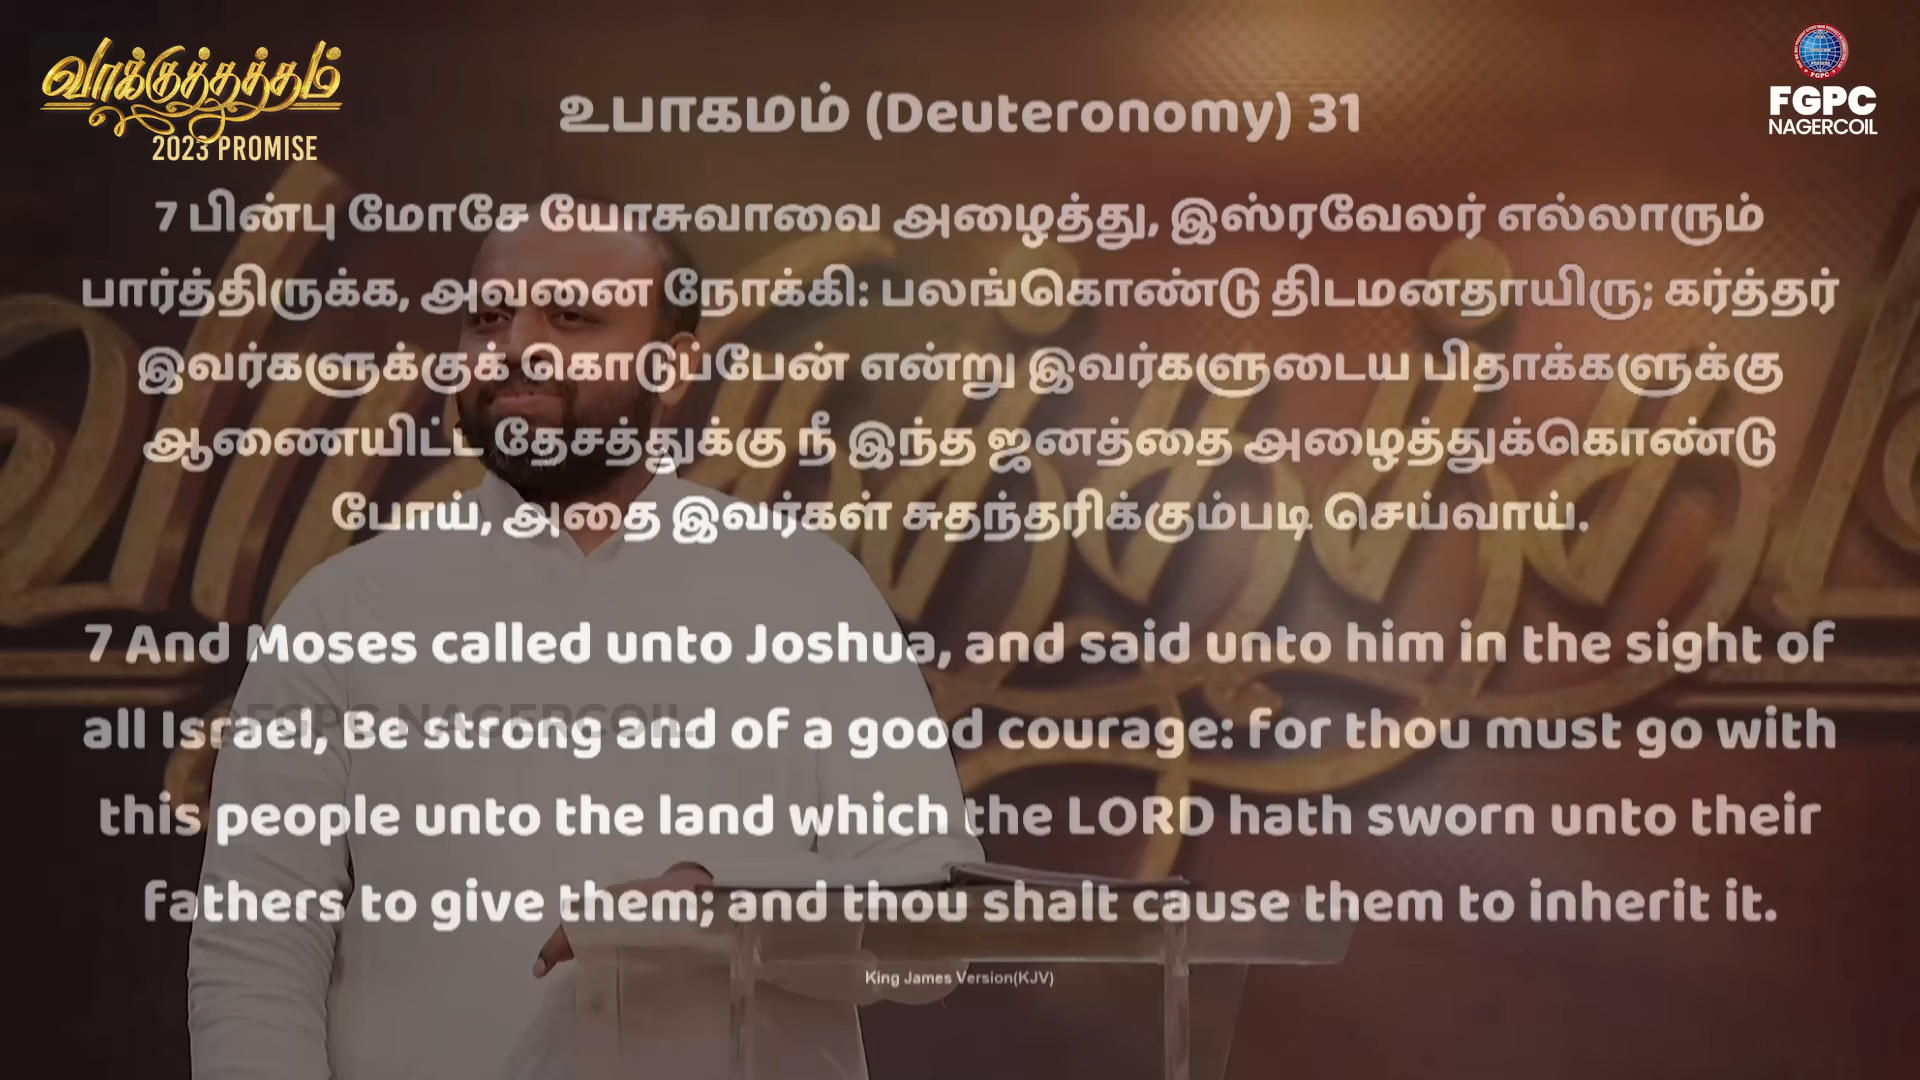 வாக்குத்தத்தம்
2023 PROMISE
FGPC
NAGERCOIL
உபாகமம் (Deuteronomy) 31
7 பின்பு மோசே யோசுவாவை அழைத்து, இஸ்ரவேலர் எல்லாரும்
பார்த்திருக்க, அவனை நோக்கி: பலங்கொண்டு திடமனதாயிரு; கர்த்தர்
இவர்களுக்குக் கொடுப்பேன் என்று இவர்களுடைய பிதாக்களுக்கு
ஆணையிட்ட தேசத்துக்கு நீ இந்த ஜனத்தை அழைத்துக்கொண்டு
போய், அதை இவர்கள் சுதந்தரிக்கும்படி செய்வாய்.
7 And Moses called unto Joshua, and said unto him in the sight of
all Israel, Be strong and of a good courage: for thou must go with
this people unto the land which the LORD hath sworn unto their
fathers to give them; and thou shalt cause them to inherit it.
@FGPC NAGERCOIL
King James Version(KJV)